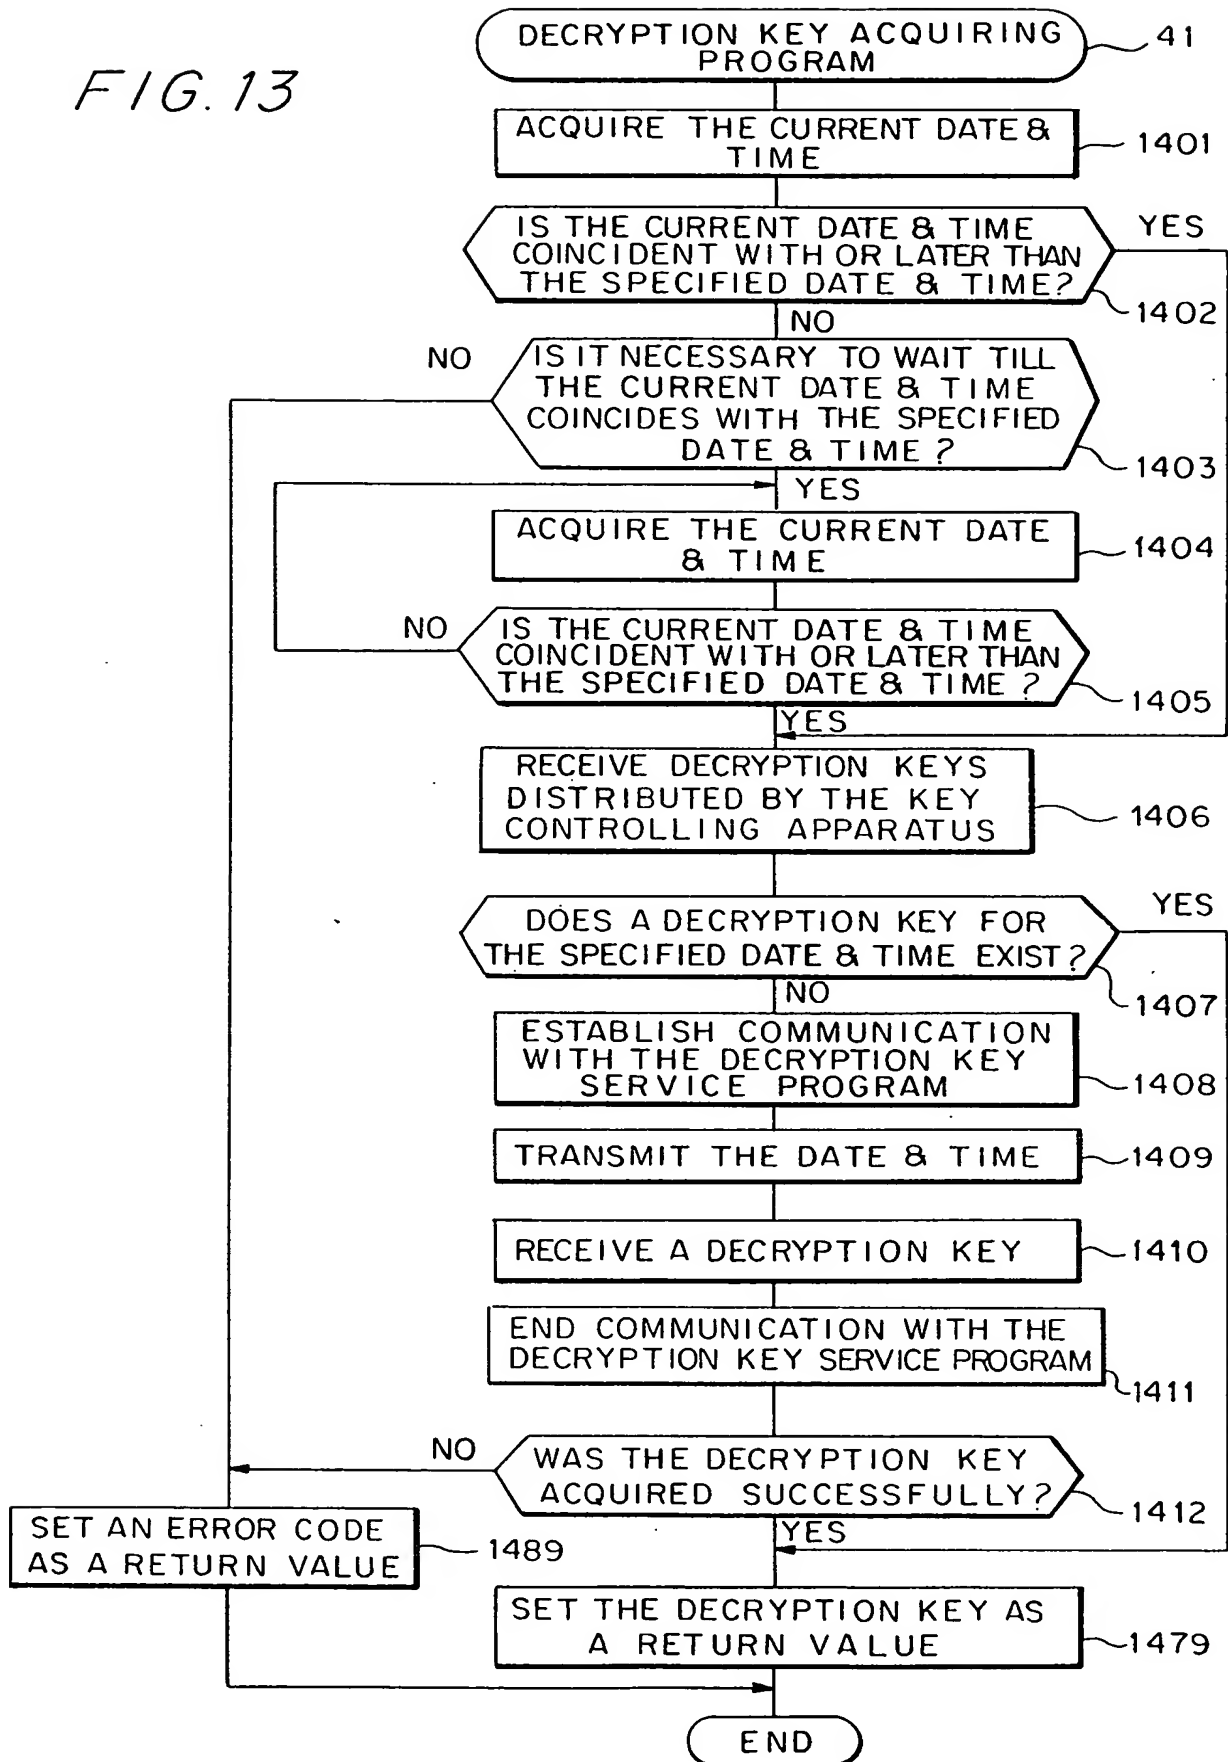 FIG. 13
DECRYPTION KEY ACQUIRING
PROGRAM
41
ACQUIRE THE CURRENT DATE &
TIME
1401
IS THE CURRENT DATE & TIME
COINCIDENT WITH OR LATER THAN
THE SPECIFIED DATE & TIME?
YES
1402
NO
NO
IS IT NECESSARY TO WAIT TILL
THE CURRENT DATE & TIME
COINCIDES WITH THE SPECIFIED
DATE & TIME ?
1403
YES
ACQUIRE THE CURRENT DATE
& TIME
1404
NO
IS THE CURRENT DATE & TIME
COINCIDENT WITH OR LATER THAN
THE SPECIFIED DATE & TIME ?
1405
YES
RECEIVE DECRYPTION KEYS
DISTRIBUTED BY THE KEY
CONTROLLING APPARATUS
1406
DOES A DECRYPTION KEY FOR
THE SPECIFIED DATE & TIME EXIST?
YES
1407
NO
ESTABLISH COMMUNICATION
WITH THE DECRYPTION KEY
SERVICE PROGRAM
1408
TRANSMIT THE DATE & TIME
1409
RECEIVE A DECRYPTION KEY
1410
END COMMUNICATION WITH THE
DECRYPTION KEY SERVICE PROGRAM
1411
NO
WAS THE DECRYPTION KEY
ACQUIRED SUCCESSFULLY?
1412
YES
SET AN ERROR CODE
AS A RETURN VALUE
1489
SET THE DECRYPTION KEY AS
A RETURN VALUE
1479
END